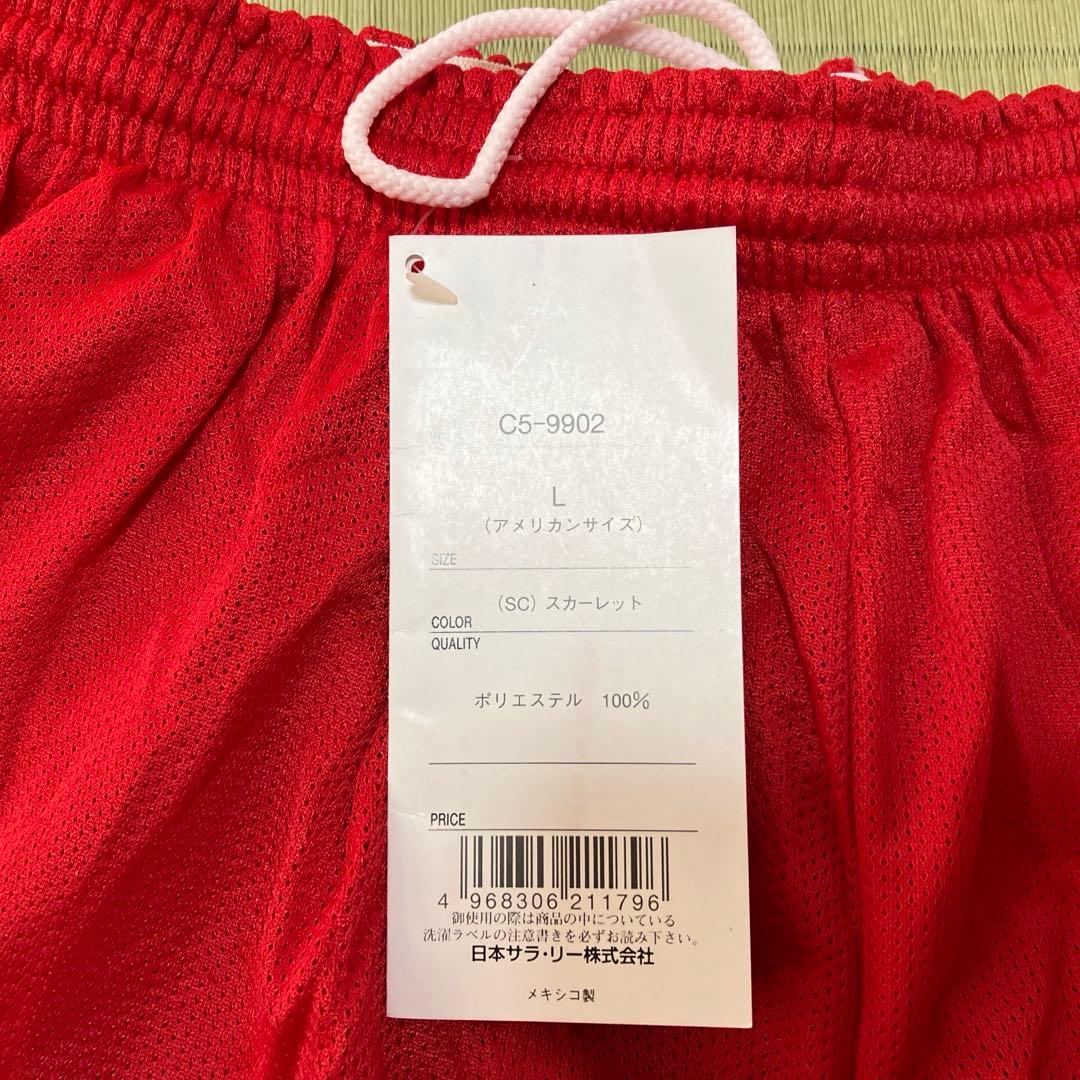 C5-9902
L
(アメリカンサイズ)
SIZE
(SC) スカーレット
COLOR
QUALITY
ポリエステル 100%
PRICE
4 968306 211796
御使用の際は商品の中についている
洗濯ラベルの注意書きを必ずお読み下さい。
日本サラ・リー株式会社
メキシコ製